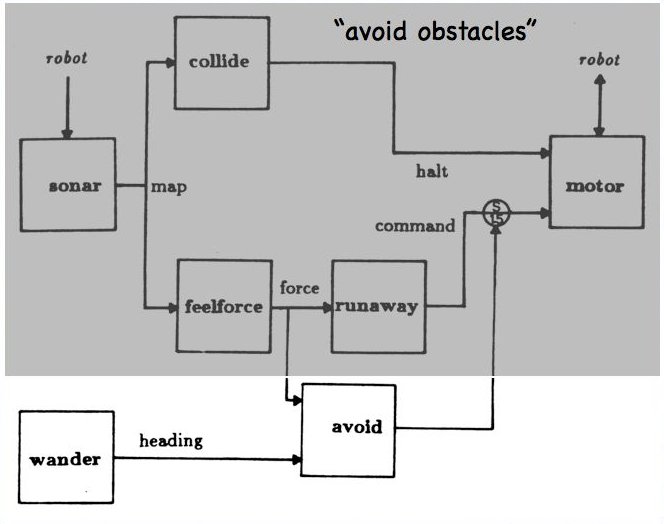 “avoid obstacles”
robot
collide
robot
sonar
map
halt
motor
S
15
command
force
feelforce
runaway
avoid
heading
wander